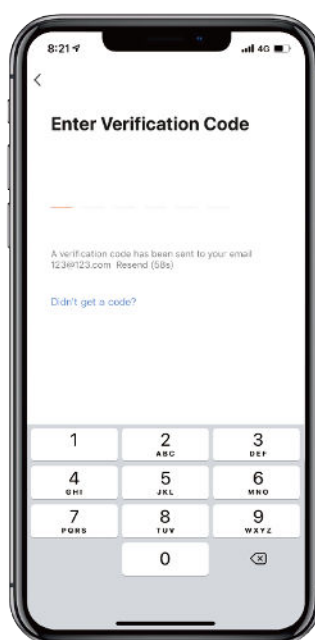 8:21 4G
Enter Verification Code
A verification code has been sent to your email
123@123.com Resend (58s)
Didn't get a code?
1 2 3
ABC DEF
4 5 6
GHI JKL MNO
7 8 9
PQRS TUV WXYZ
0